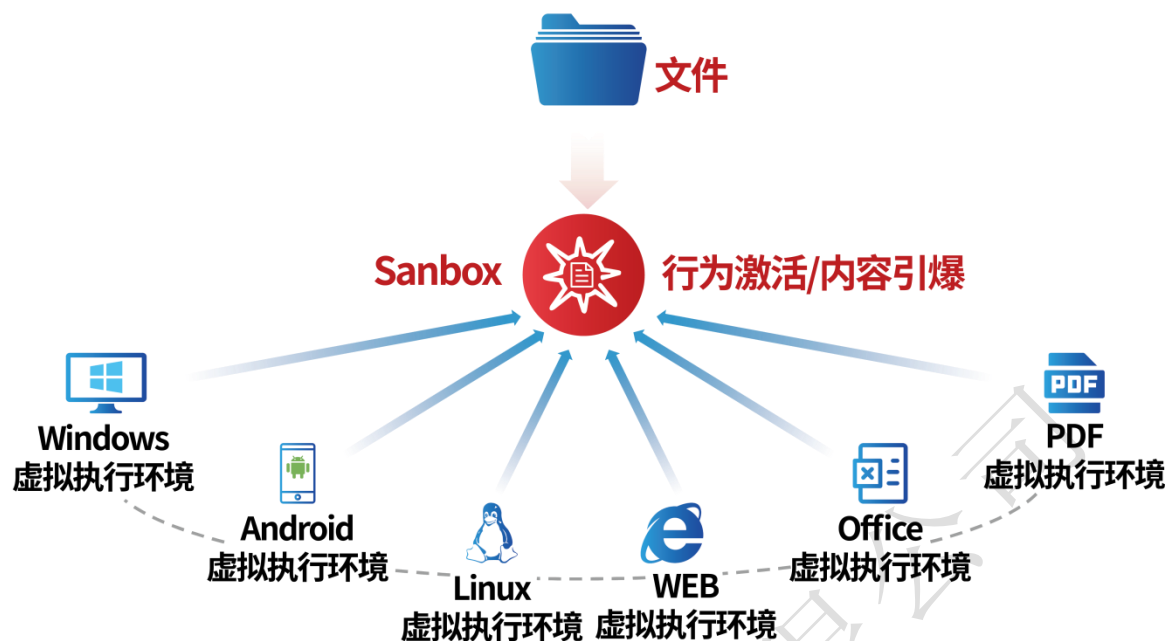 文件
Sanbox
行为激活/内容引爆
Windows
虚拟执行环境
Android
虚拟执行环境
Linux
虚拟执行环境
WEB
虚拟执行环境
Office
虚拟执行环境
PDF
PDF
虚拟执行环境
公司